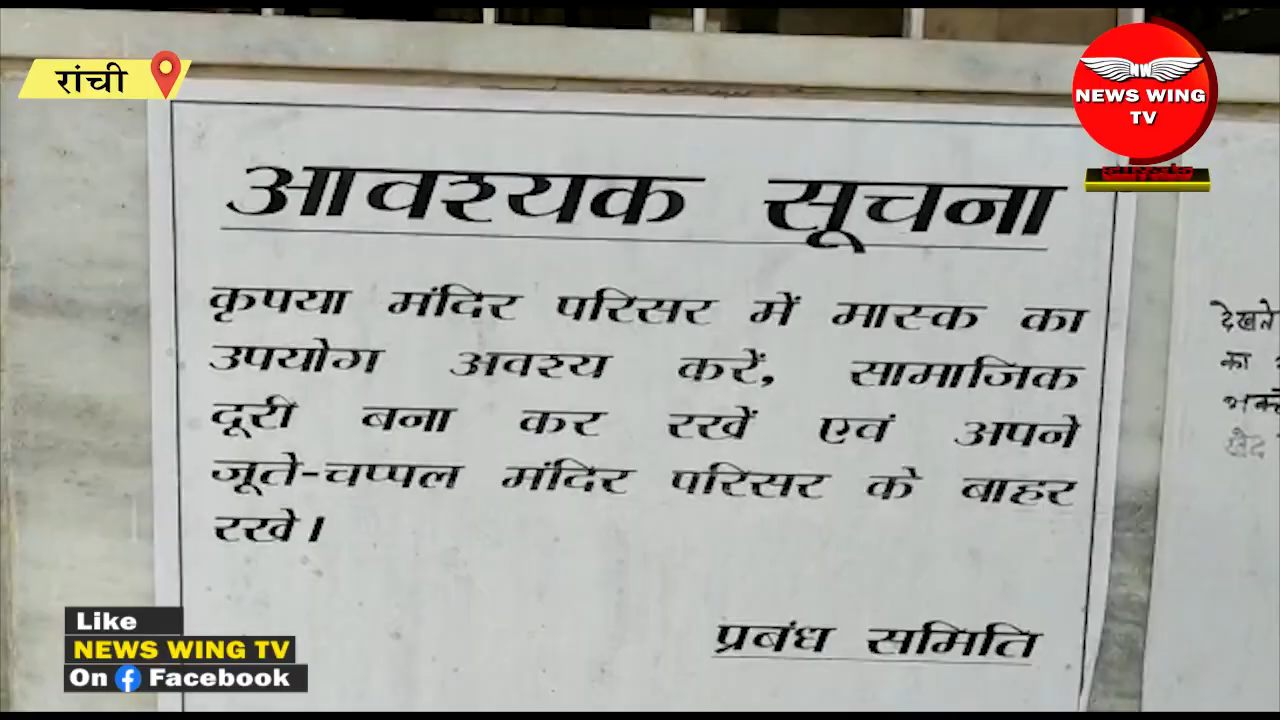 रांची
NEWS WING
TV
आवश्यक सूचना
कृपया मंदिर परिसर में मास्क का
उपयोग अवश्य करें, सामाजिक
दूरी बना कर रखें एवं अपने
जूते-चप्पल मंदिर परिसर के बाहर
रखे।
प्रबंध समिति
देखने
का
Like
NEWS WING TV
On Facebook